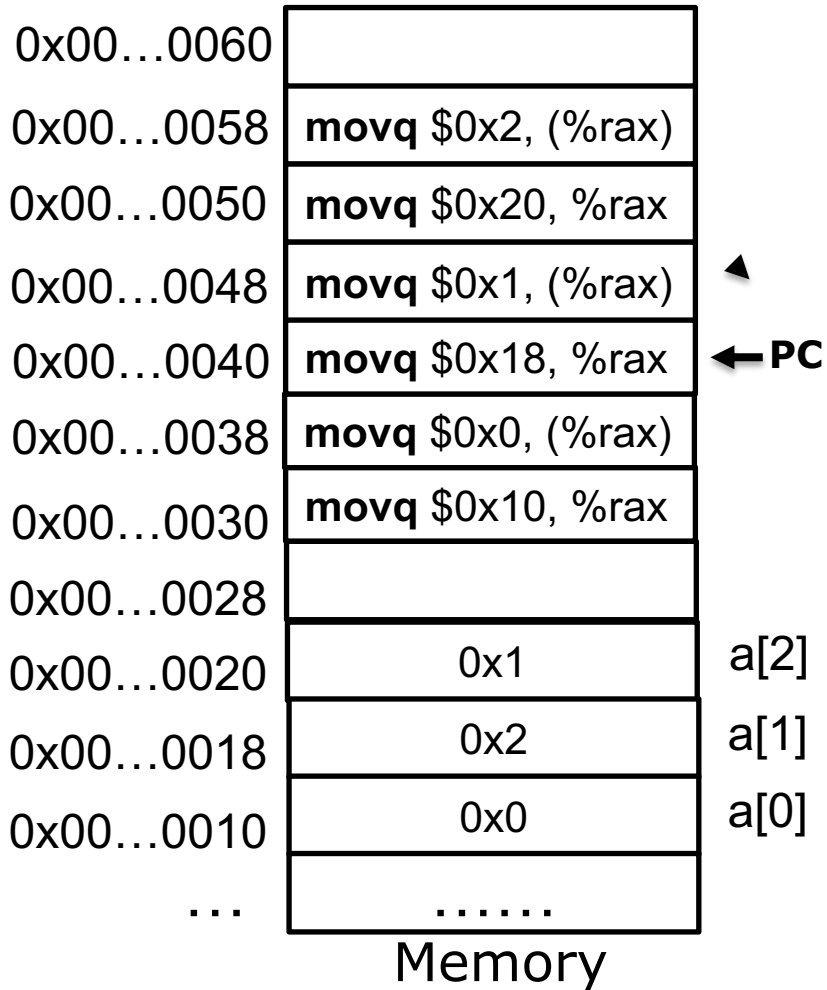 0x00…0060
0x00…0058 movq $0x2, (%rax)
0x00…0050 movq $0x20, %rax
0x00…0048 movq $0x1, (%rax)
0x00…0040 movq $0x18, %rax PC
0x00…0038 movq $0x0, (%rax)
0x00…0030 movq $0x10, %rax
0x00…0028
0x00…0020 0x1 a[2]
0x00…0018 0x2 a[1]
0x00…0010 0x0 a[0]
… ……
Memory